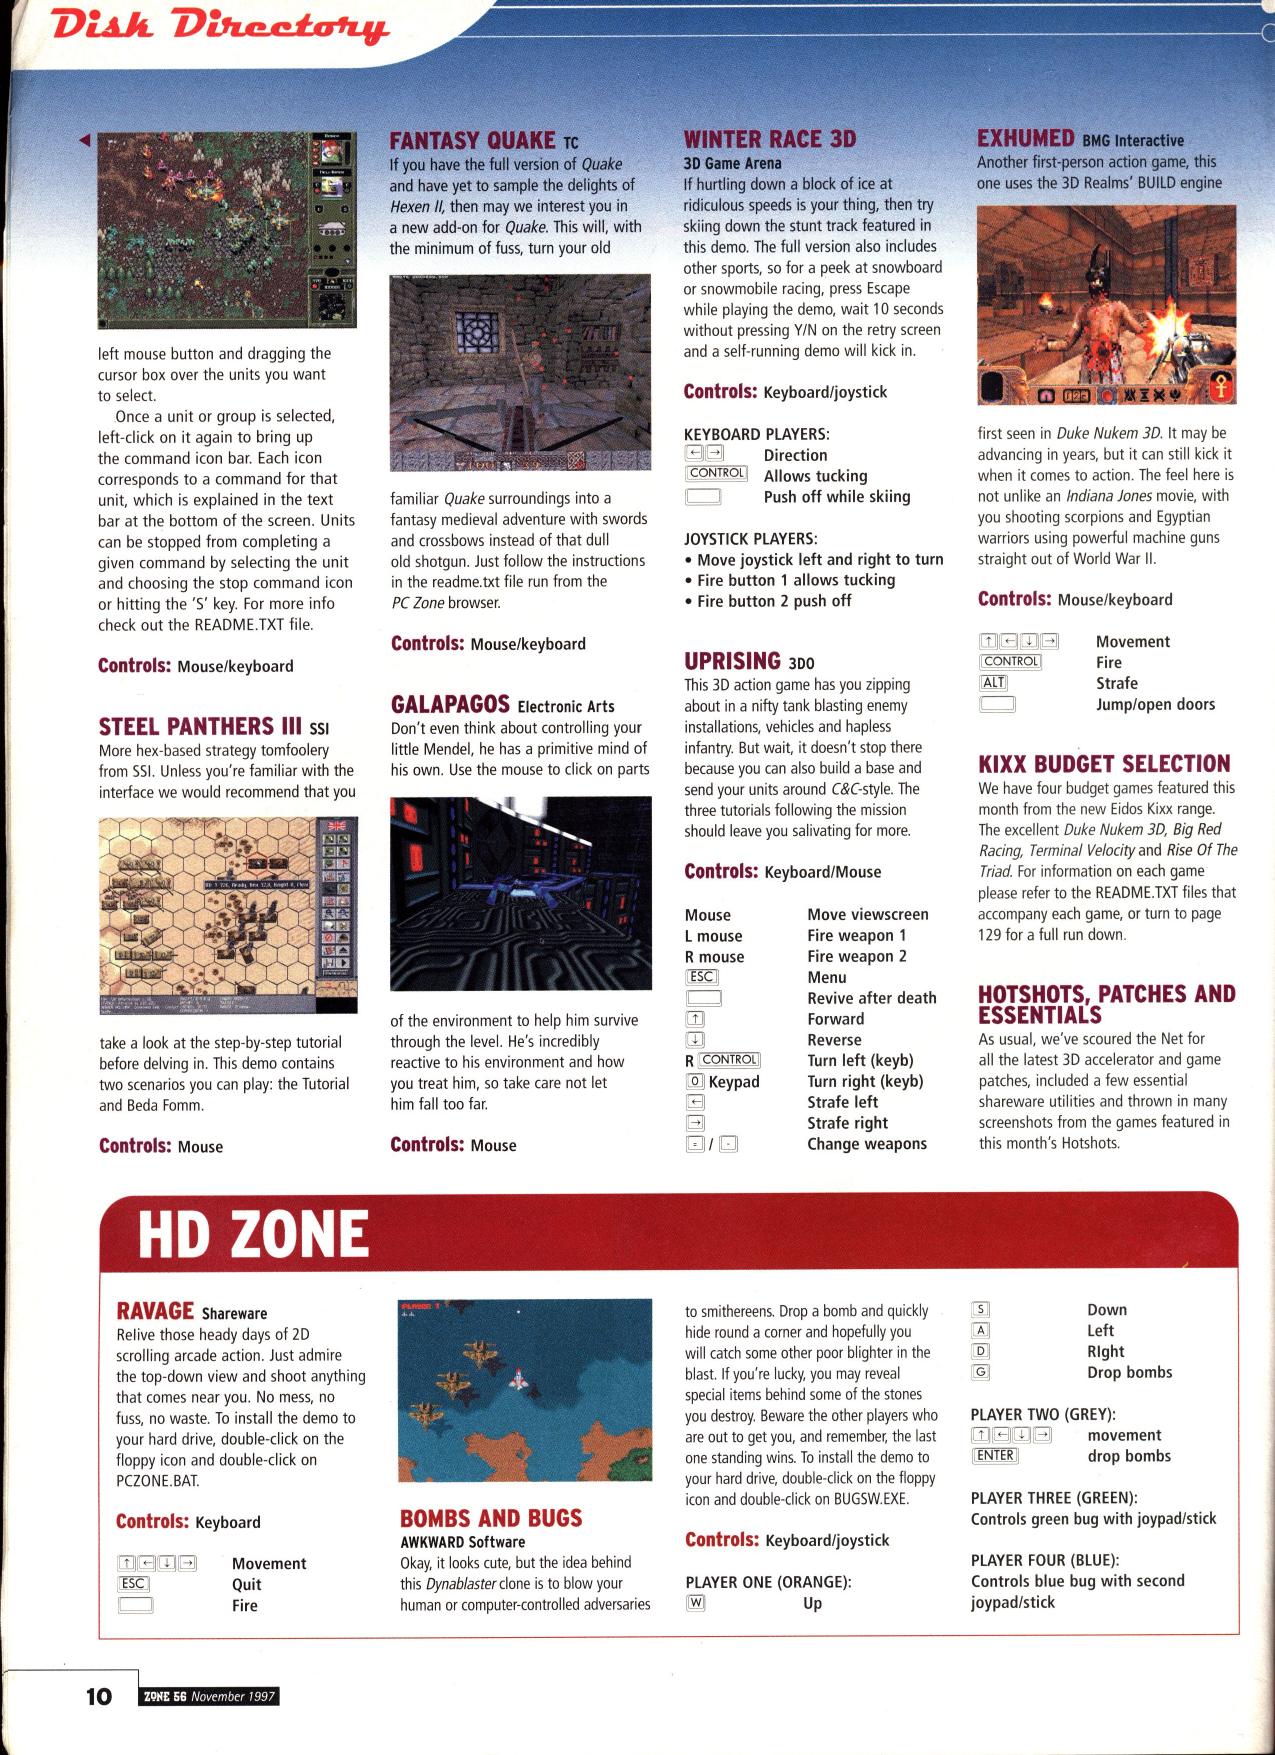 Disk Directory
left mouse button and dragging the
cursor box over the units you want
to select.
Once a unit or group is selected,
left-click on it again to bring up
the command icon bar. Each icon
corresponds to a command for that
unit, which is explained in the text
bar at the bottom of the screen. Units
can be stopped from completing a
given command by selecting the unit
and choosing the stop command icon
or hitting the 'S' key. For more info
check out the README.TXT file.
Controls: Mouse/keyboard
STEEL PANTHERS III SSI
More hex-based strategy tomfoolery
from SSI. Unless you're familiar with the
interface we would recommend that you
take a look at the step-by-step tutorial
before delving in. This demo contains
two scenarios you can play: the Tutorial
and Beda Fomm.
Controls: Mouse
FANTASY QUAKE TC
If you have the full version of Quake
and have yet to sample the delights of
Hexen II, then may we interest you in
a new add-on for Quake. This will, with
the minimum of fuss, turn your old
familiar Quake surroundings into a
fantasy medieval adventure with swords
and crossbows instead of that dull
old shotgun. Just follow the instructions
in the readme.txt file run from the
PC Zone browser.
Controls: Mouse/keyboard
GALAPAGOS Electronic Arts
Don't even think about controlling your
little Mendel, he has a primitive mind of
his own. Use the mouse to click on parts
of the environment to help him survive
through the level. He's incredibly
reactive to his environment and how
you treat him, so take care not let
him fall too far.
Controls: Mouse
WINTER RACE 3D
3D Game Arena
If hurtling down a block of ice at
ridiculous speeds is your thing, then try
skiing down the stunt track featured in
this demo. The full version also includes
other sports, so for a peek at snowboard
or snowmobile racing, press Escape
while playing the demo, wait 10 seconds
without pressing Y/N on the retry screen
and a self-running demo will kick in.
Controls: Keyboard/joystick
KEYBOARD PLAYERS:
← → Direction
CONTROL Allows tucking
Push off while skiing
JOYSTICK PLAYERS:
• Move joystick left and right to turn
• Fire button 1 allows tucking
• Fire button 2 push off
UPRISING 3DO
This 3D action game has you zipping
about in a nifty tank blasting enemy
installations, vehicles and hapless
infantry. But wait, it doesn't stop there
because you can also build a base and
send your units around C&C-style. The
three tutorials following the mission
should leave you salivating for more.
Controls: Keyboard/Mouse
Mouse Move viewscreen
L mouse Fire weapon 1
R mouse Fire weapon 2
ESC Menu
Revive after death
↑ Forward
↓ Reverse
R CONTROL Turn left (keyb)
0 Keypad Turn right (keyb)
← Strafe left
→ Strafe right
= / - Change weapons
EXHUMED BMG Interactive
Another first-person action game, this
one uses the 3D Realms' BUILD engine
first seen in Duke Nukem 3D. It may be
advancing in years, but it can still kick it
when it comes to action. The feel here is
not unlike an Indiana Jones movie, with
you shooting scorpions and Egyptian
warriors using powerful machine guns
straight out of World War II.
Controls: Mouse/keyboard
↑ ← ↓ → Movement
CONTROL Fire
ALT Strafe
Jump/open doors
KIXX BUDGET SELECTION
We have four budget games featured this
month from the new Eidos Kixx range.
The excellent Duke Nukem 3D, Big Red
Racing, Terminal Velocity and Rise Of The
Triad. For information on each game
please refer to the README.TXT files that
accompany each game, or turn to page
129 for a full run down.
HOTSHOTS, PATCHES AND
ESSENTIALS
As usual, we've scoured the Net for
all the latest 3D accelerator and game
patches, included a few essential
shareware utilities and thrown in many
screenshots from the games featured in
this month's Hotshots.
HD ZONE
RAVAGE Shareware
Relive those heady days of 2D
scrolling arcade action. Just admire
the top-down view and shoot anything
that comes near you. No mess, no
fuss, no waste. To install the demo to
your hard drive, double-click on the
floppy icon and double-click on
PCZONE.BAT.
Controls: Keyboard
↑ ← ↓ → Movement
ESC Quit
Fire
PLAYER 1
BOMBS AND BUGS
AWKWARD Software
Okay, it looks cute, but the idea behind
this Dynablaster clone is to blow your
human or computer-controlled adversaries
to smithereens. Drop a bomb and quickly
hide round a corner and hopefully you
will catch some other poor blighter in the
blast. If you're lucky, you may reveal
special items behind some of the stones
you destroy. Beware the other players who
are out to get you, and remember, the last
one standing wins. To install the demo to
your hard drive, double-click on the floppy
icon and double-click on BUGSW.EXE.
Controls: Keyboard/joystick
PLAYER ONE (ORANGE):
W Up
S Down
A Left
D RIght
G Drop bombs
PLAYER TWO (GREY):
↑ ← ↓ → movement
ENTER drop bombs
PLAYER THREE (GREEN):
Controls green bug with joypad/stick
PLAYER FOUR (BLUE):
Controls blue bug with second
joypad/stick
10 ZONE 56 November 1997